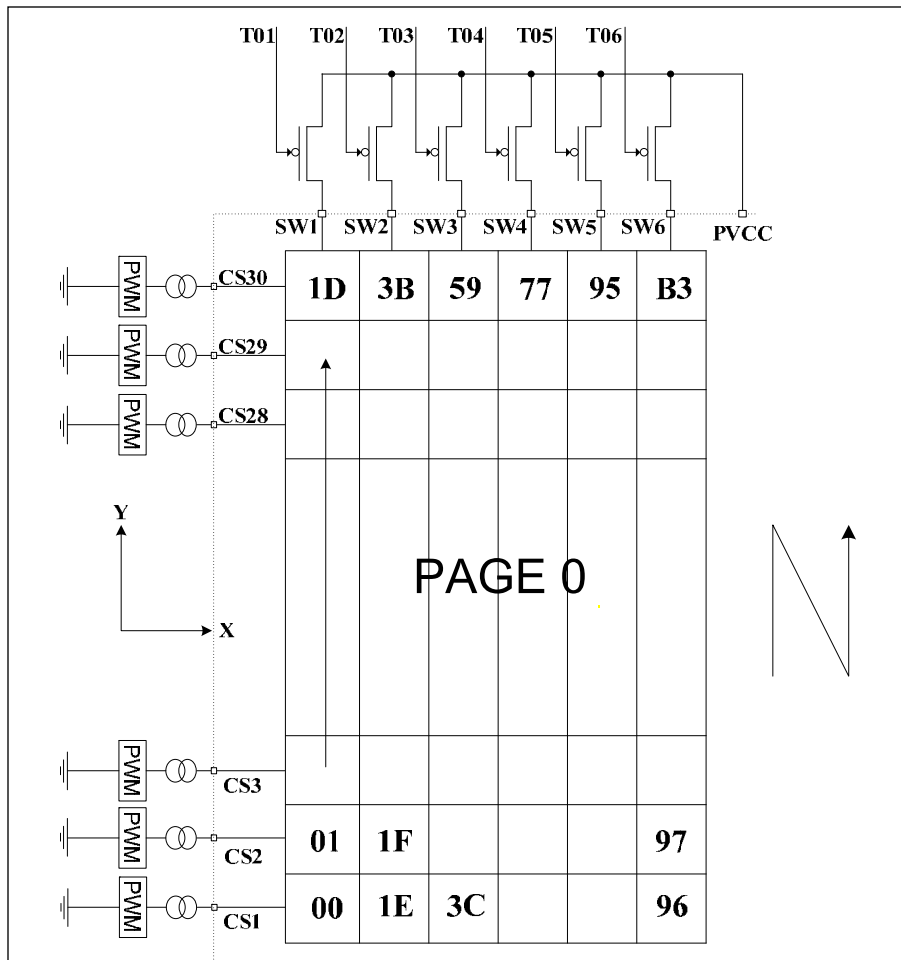 T01 T02 T03 T04 T05 T06
SW1 SW2 SW3 SW4 SW5 SW6 PVCC
PWM CS30 1D 3B 59 77 95 B3
PWM CS29
PWM CS28
Y
PAGE 0
X
PWM CS3
PWM CS2 01 1F 97
PWM CS1 00 1E 3C 96